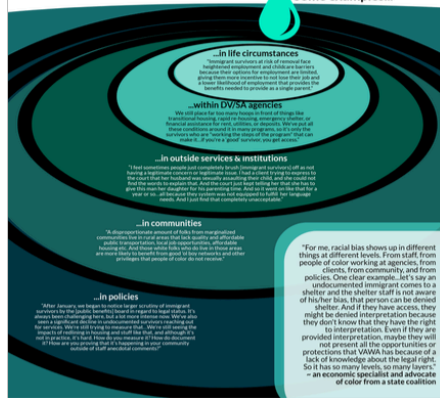 ...in life circumstances
"Immigrant survivors at risk of removal face
heightened employment and childcare barriers
because their options for employment are limited,
giving them more incentive to not lose their job and
a lower likelihood of employment that provides the
benefits needed to provide as a single parent."
...within DV/SA agencies
We still place far too many hoops in front of things like
transitional housing, rapid re-housing, emergency shelter, or
financial assistance for rent, utilities, or deposits. We've put all
these conditions around it in many programs, so it's only the
survivors who are "working the steps of the program" that can
make it...if you're a 'good' survivor, you get access."
...in outside services & institutions
"I feel sometimes people just completely brush [immigrant survivors] off as not
having a legitimate concern or legitimate issue. I had a client trying to express to
the court that her husband was sexually assaulting their child, and she could not
find the words to explain that. And the court just kept telling her that she has to
give this man her daughter for his parenting time. And so it went on like that for a
year or so...all because they system was not equipped to fulfill her language
needs. And I just find that completely unacceptable."
...in communities
"A disproportionate amount of folks from marginalized
communities live in rural areas that lack quality and affordable
public transportation, local job opportunities, affordable
housing etc. And those white folks who do live in those areas
are more likely to benefit from good 'ol boy networks and other
privileges that people of color do not receive."
...in policies
"After January, we began to notice larger scrutiny of immigrant
survivors by the [public benefits] board in regard to legal status. It's
always been challenging here, but a lot more intense now. We've also
seen a significant decline in undocumented survivors reaching out
for services. We're still trying to measure that. We're still seeing the
impacts of redlining in housing and stuff like that, and although it's
not in practice, it's hard. How do you measure it? How do document
it? How are you proving that it's happening in your community
outside of staff anecdotal comments?"
"For me, racial bias shows up in different
things at different levels. From staff, from
people of color working at agencies, from
clients, from community, and from
policies. One clear example...let's say an
undocumented immigrant comes to a
shelter and the shelter staff is not aware
of his/her bias, that person can be denied
shelter. And if they have access, they
might be denied interpretation because
they don't know that they have the right
to interpretation. Even if they are
provided interpretation, maybe they will
not present all the opportunities or
protections that VAWA has because of a
lack of knowledge about the legal right.
So it has so many levels, so many layers."
– an economic specialist and advocate
of color from a state coalition